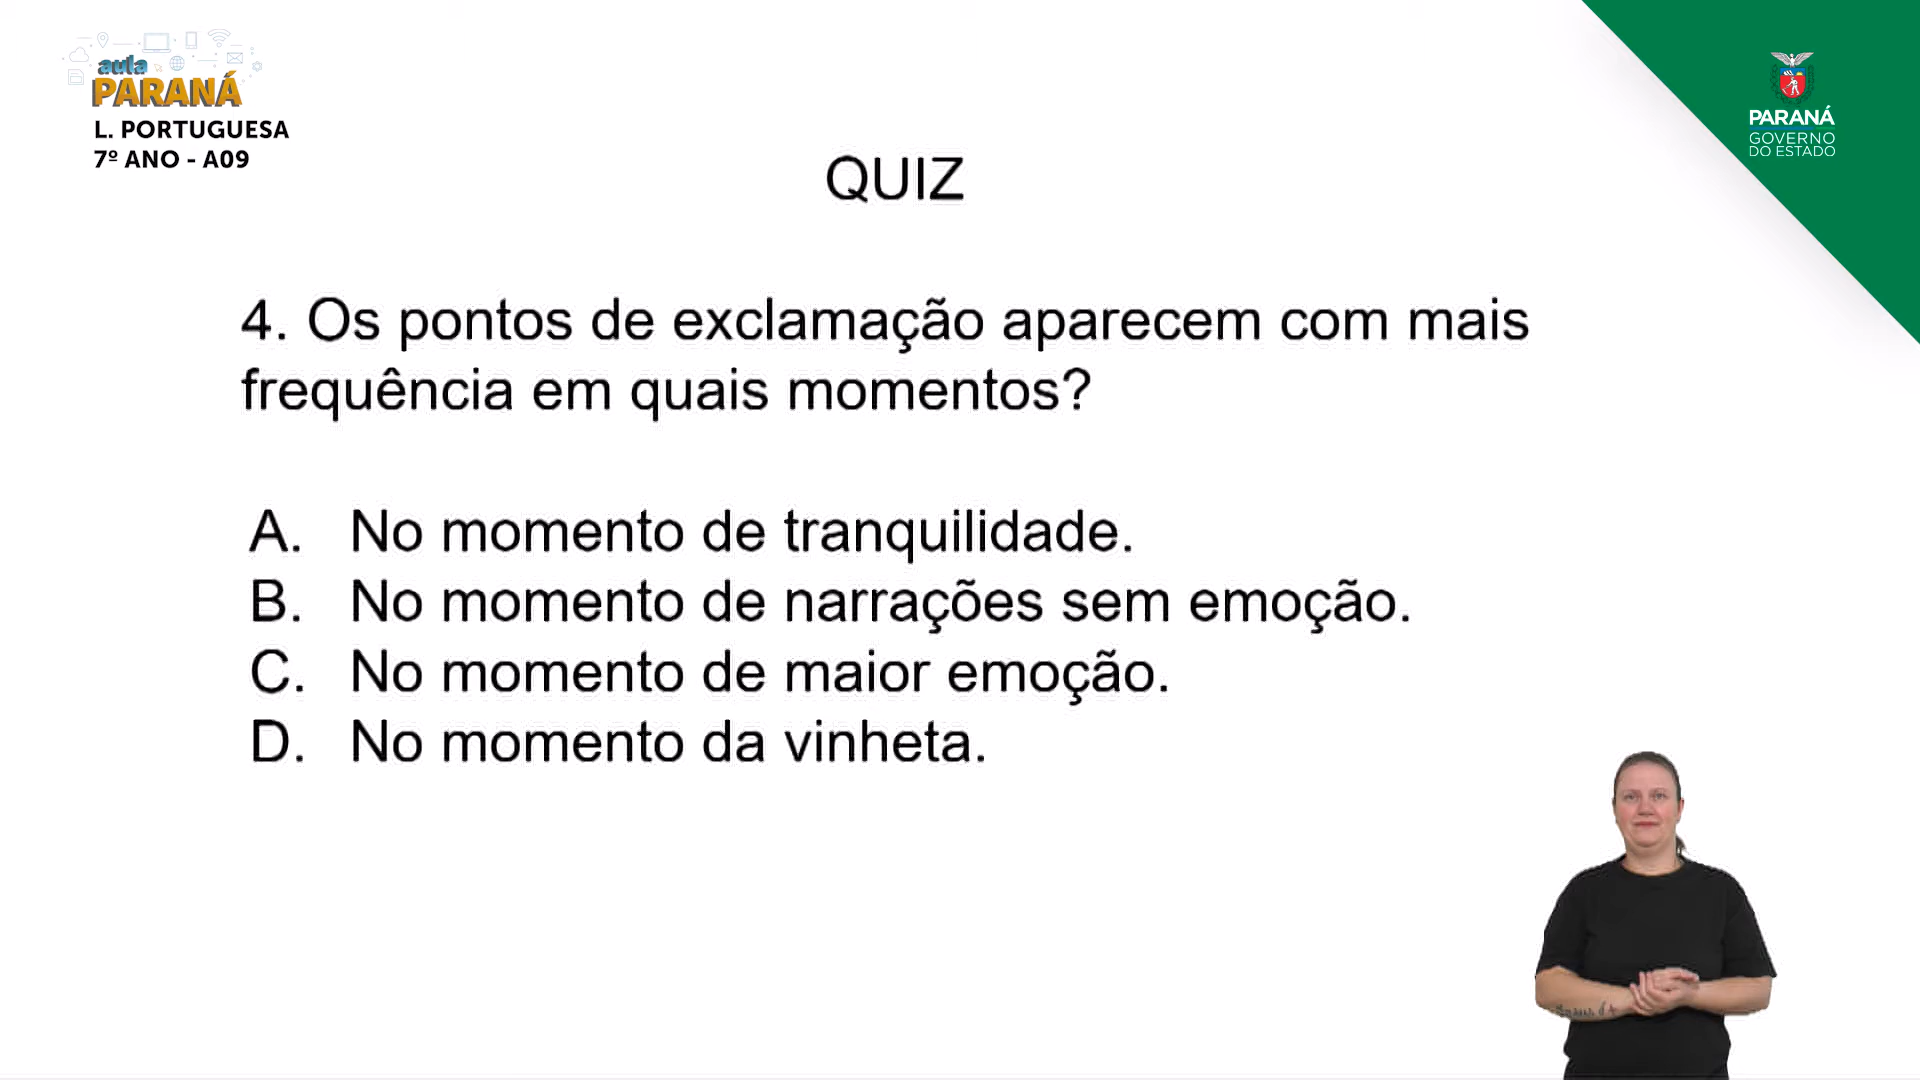 aula
PARANÁ
L. PORTUGUESA
7º ANO - A09
PARANÁ
GOVERNO
DO ESTADO
QUIZ
4. Os pontos de exclamação aparecem com mais
frequência em quais momentos?
A. No momento de tranquilidade.
B. No momento de narrações sem emoção.
C. No momento de maior emoção.
D. No momento da vinheta.